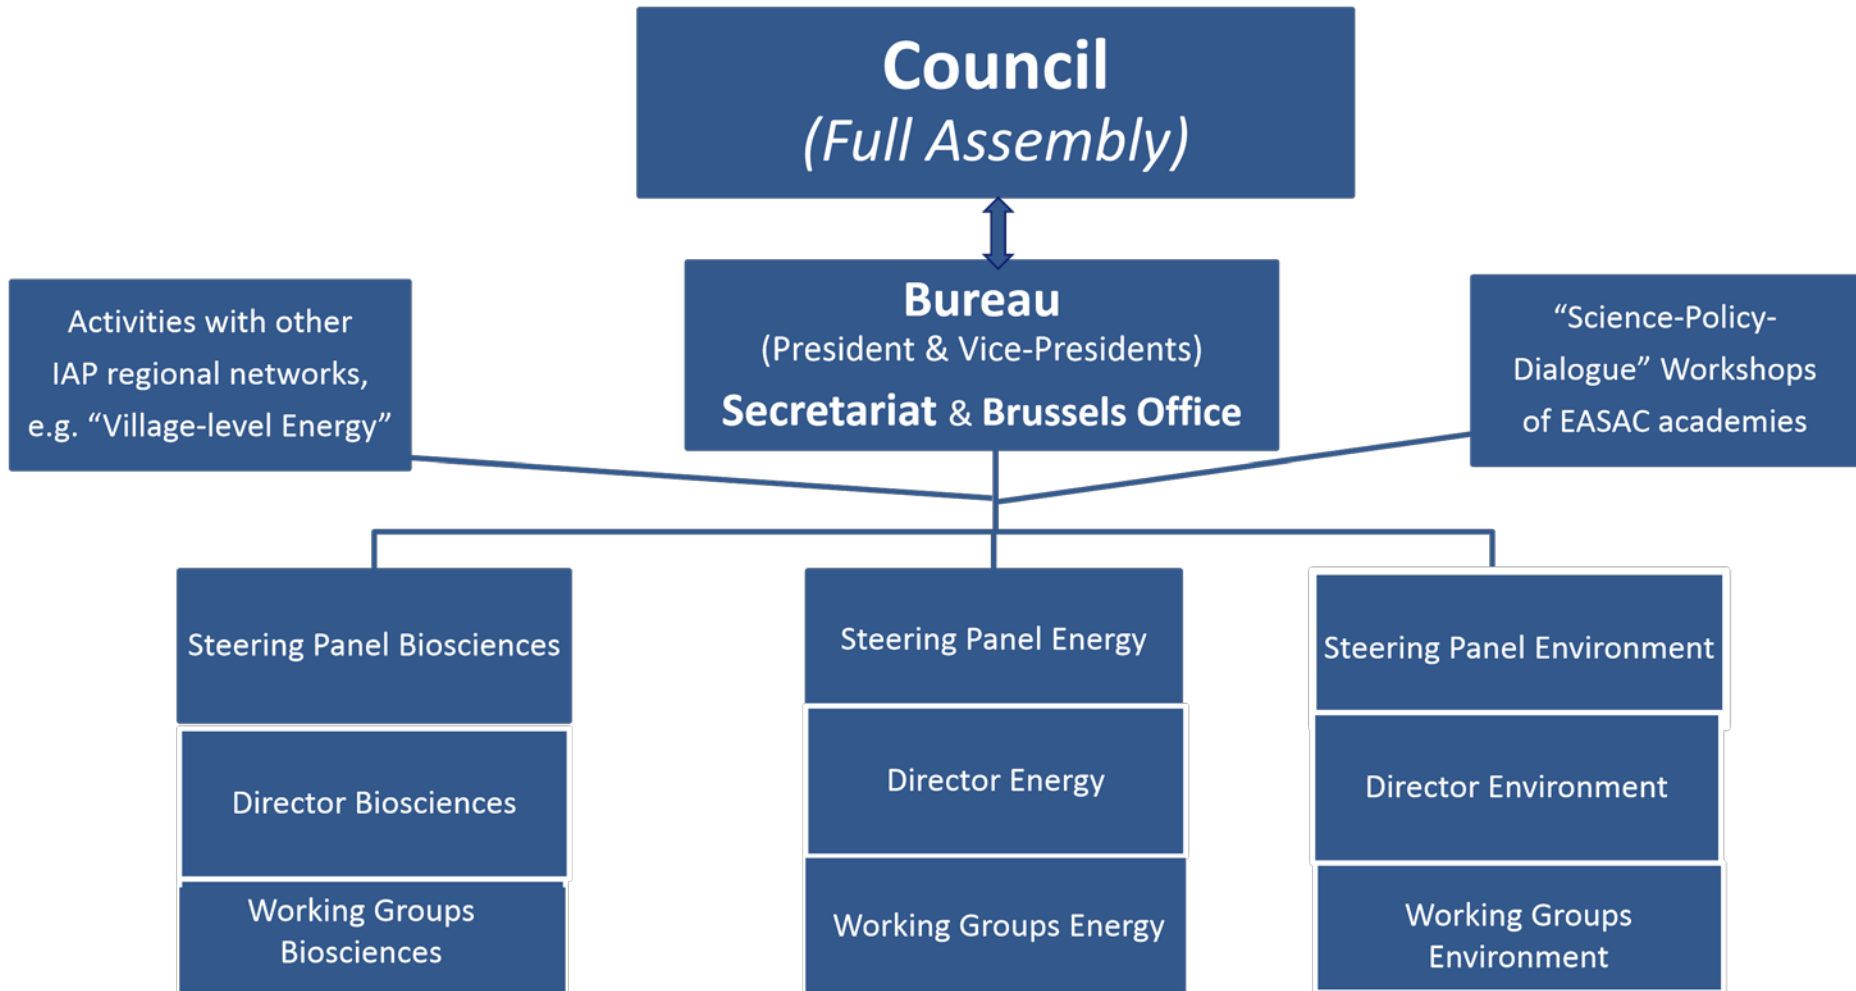 Council
(Full Assembly)
Activities with other
IAP regional networks,
e.g. “Village-level Energy”
Bureau
(President & Vice-Presidents)
Secretariat & Brussels Office
“Science-Policy-
Dialogue” Workshops
of EASAC academies
Steering Panel Biosciences
Director Biosciences
Working Groups
Biosciences
Steering Panel Energy
Director Energy
Working Groups Energy
Steering Panel Environment
Director Environment
Working Groups
Environment